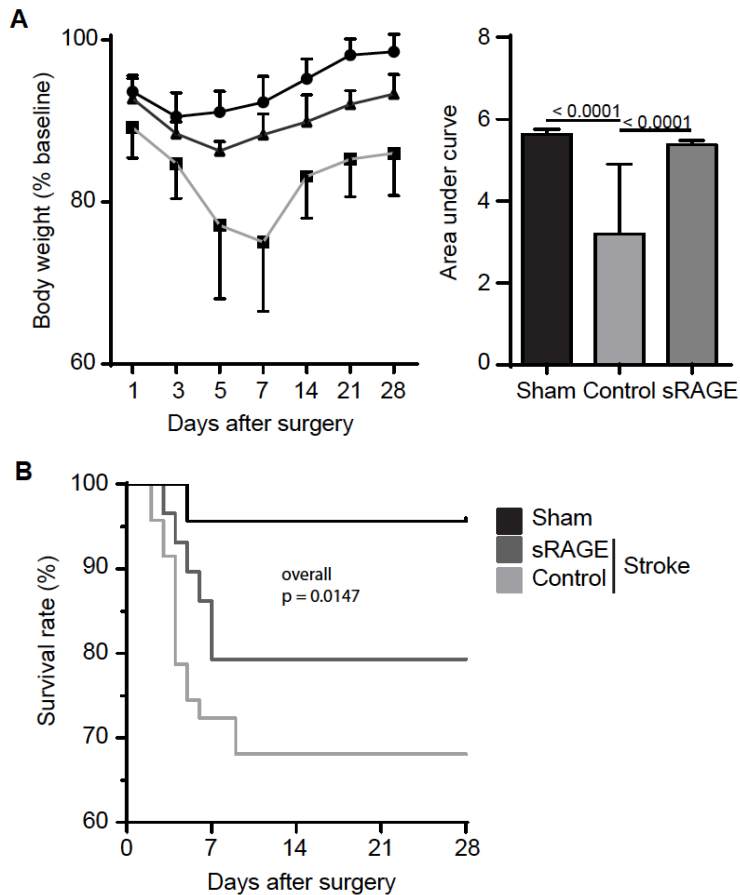 A
Body weight (% baseline)
100
80
60
1 3 5 7 14 21 28
Days after surgery
Area under curve
8
6
4
2
0
< 0.0001
< 0.0001
Sham Control sRAGE
B
Survival rate (%)
100
90
80
70
60
0 7 14 21 28
Days after surgery
overall
p = 0.0147
Sham
sRAGE
Control
Stroke